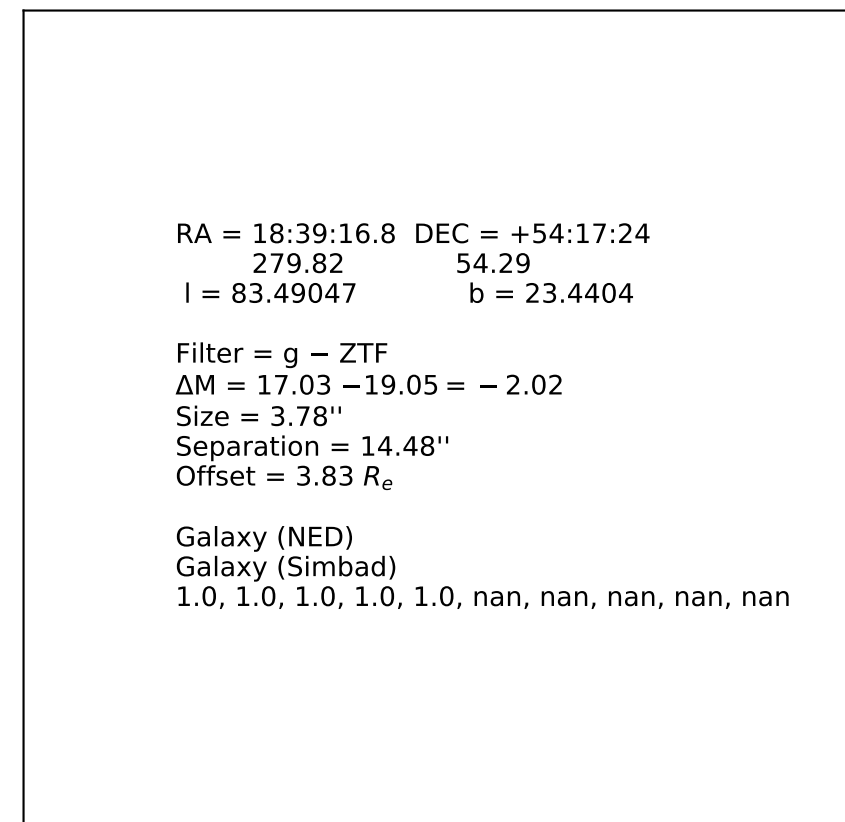 RA = 18:39:16.8  DEC = +54:17:24
279.82  54.29
l = 83.49047  b = 23.4404
Filter = g − ZTF
ΔM = 17.03 −19.05 = − 2.02
Size = 3.78''
Separation = 14.48''
Offset = 3.83 Rₑ
Galaxy (NED)
Galaxy (Simbad)
1.0, 1.0, 1.0, 1.0, 1.0, nan, nan, nan, nan, nan